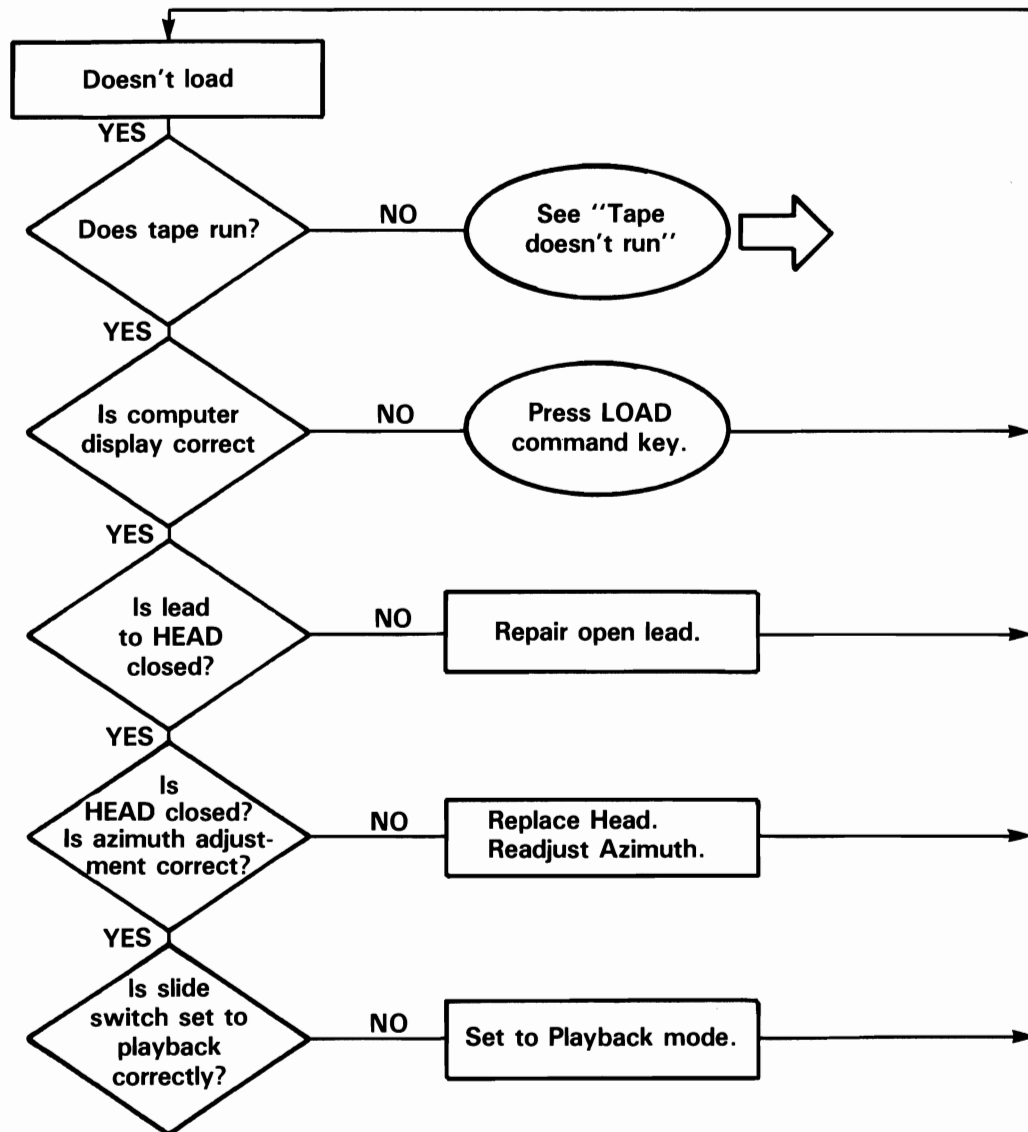 Doesn't load
YES
Does tape run?
NO
See "Tape
doesn't run"
YES
Is computer
display correct
NO
Press LOAD
command key.
YES
Is lead
to HEAD
closed?
NO
Repair open lead.
YES
Is
HEAD closed?
Is azimuth adjust-
ment correct?
NO
Replace Head.
Readjust Azimuth.
YES
Is slide
switch set to
playback
correctly?
NO
Set to Playback mode.